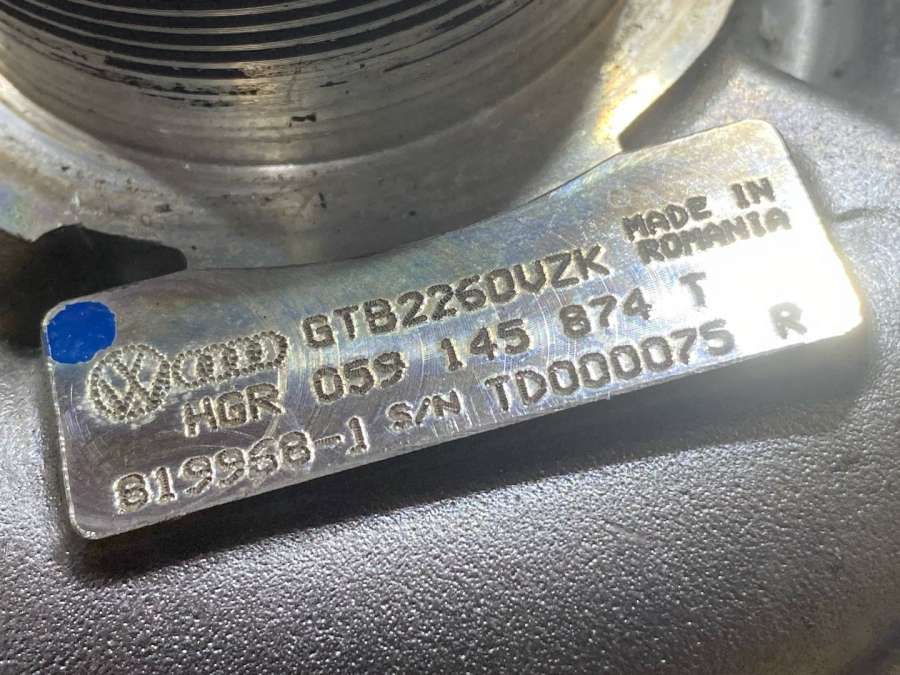 GTB2260VZK MADE IN ROMANIA
HGR 059 145 874 T
819968-1 S/N TD000075 R